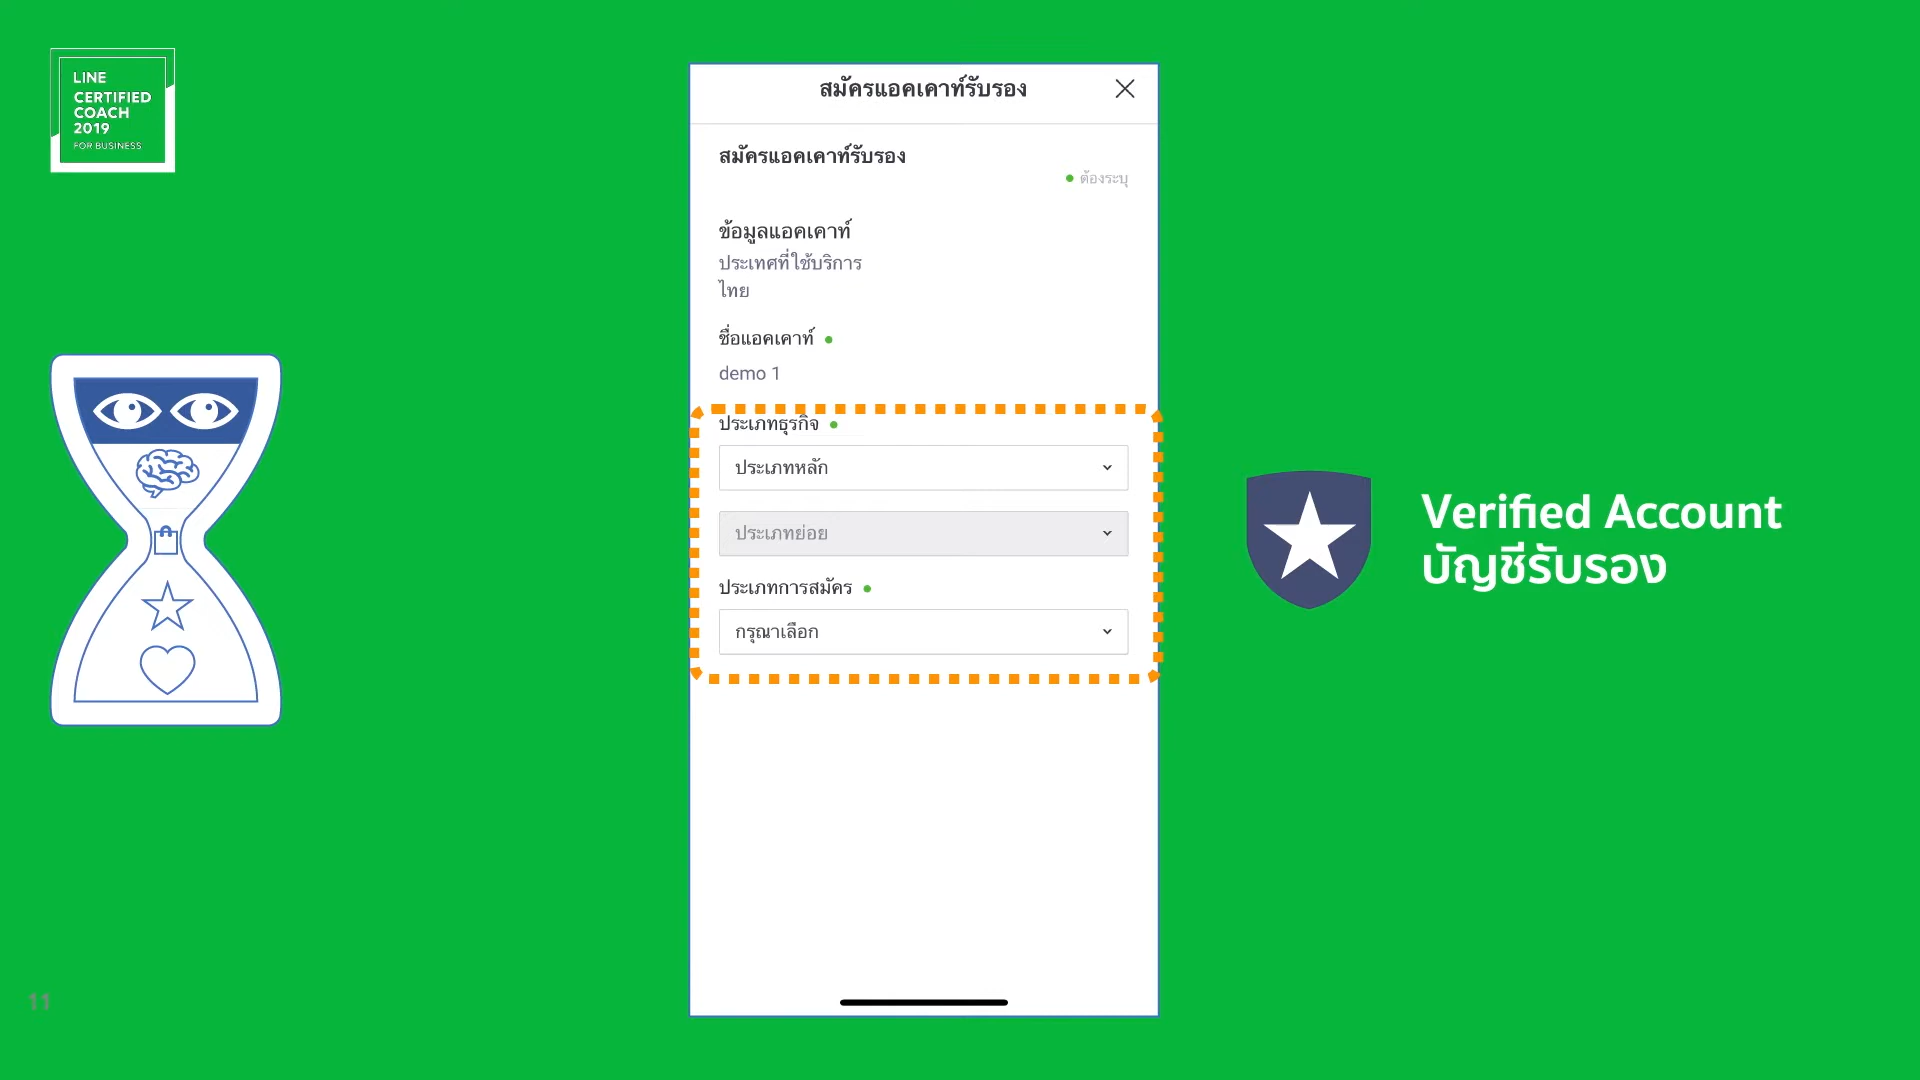 LINE
CERTIFIED
COACH
2019
FOR BUSINESS
สมัครแอคเคาท์รับรอง
สมัครแอคเคาท์รับรอง
ต้องระบุ
ข้อมูลแอคเคาท์
ประเทศที่ใช้บริการ
ไทย
ชื่อแอคเคาท์
demo 1
ประเภทธุรกิจ
ประเภทหลัก
ประเภทย่อย
ประเภทการสมัคร
กรุณาเลือก
Verified Account
บัญชีรับรอง
11